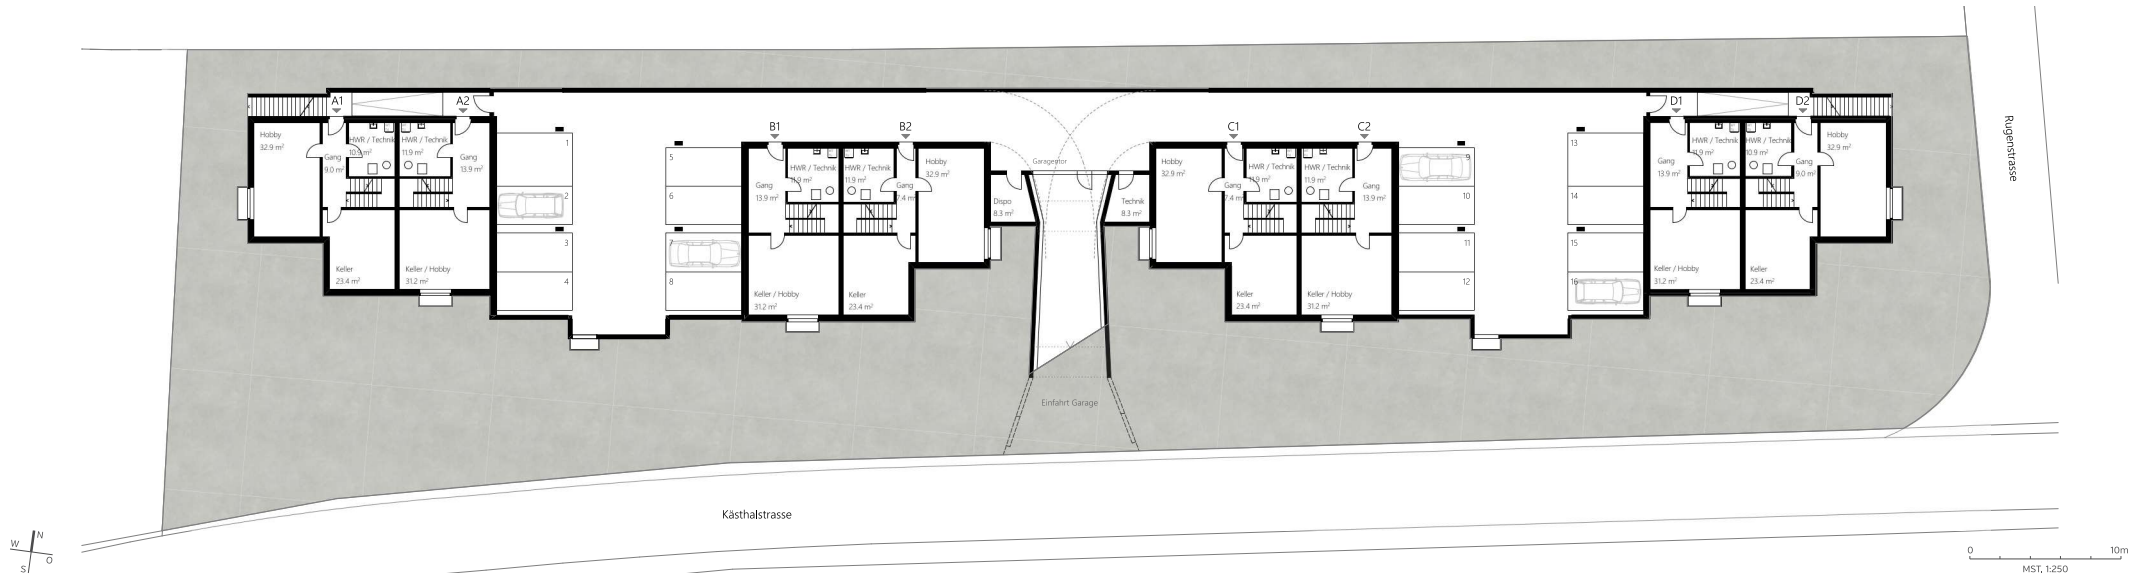 A1
A2
D1
D2
Hobby
32.9 m²
HWR / Technik
10.9 m²
HWR / Technik
11.9 m²
Gang
9.0 m²
Gang
13.9 m²
Keller
23.4 m²
Keller / Hobby
31.2 m²
1
2
3
4
5
6
7
8
B1
B2
HWR / Technik
11.9 m²
HWR / Technik
11.9 m²
Gang
13.9 m²
Gang
7.4 m²
Hobby
32.9 m²
Keller / Hobby
31.2 m²
Keller
23.4 m²
Garagentor
Dispo
8.3 m²
Technik
8.3 m²
Einfahrt Garage
C1
C2
Hobby
32.9 m²
HWR / Technik
11.9 m²
HWR / Technik
11.9 m²
Gang
7.4 m²
Gang
13.9 m²
Keller
23.4 m²
Keller / Hobby
31.2 m²
9
10
11
12
13
14
15
16
HWR / Technik
11.9 m²
HWR / Technik
10.9 m²
Gang
13.9 m²
Gang
9.0 m²
Hobby
32.9 m²
Keller / Hobby
31.2 m²
Keller
23.4 m²
Rugenstrasse
Kästhalstrasse
N
W
O
S
0 10m
MST, 1:250